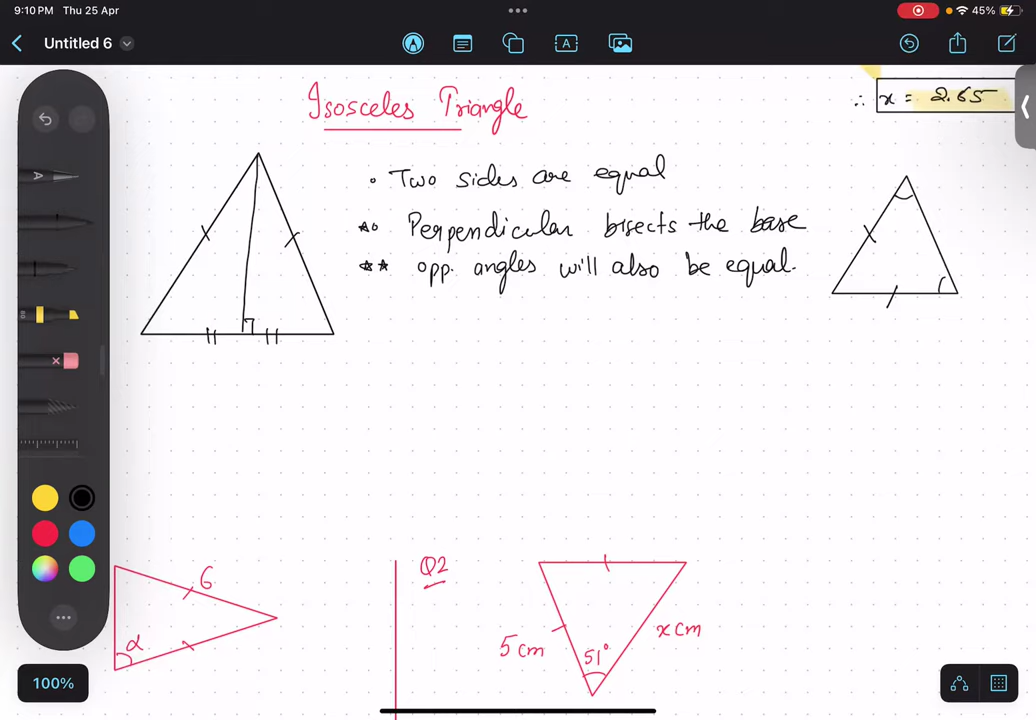 9:10 PM Thu 25 Apr
45%
Untitled 6
A
Isosceles Triangle
∴ x = 2.65
• Two sides are equal
** Perpendicular bisects the base
** opp. angles will also be equal.
100%
6
α
Q2
5 cm
x cm
51°